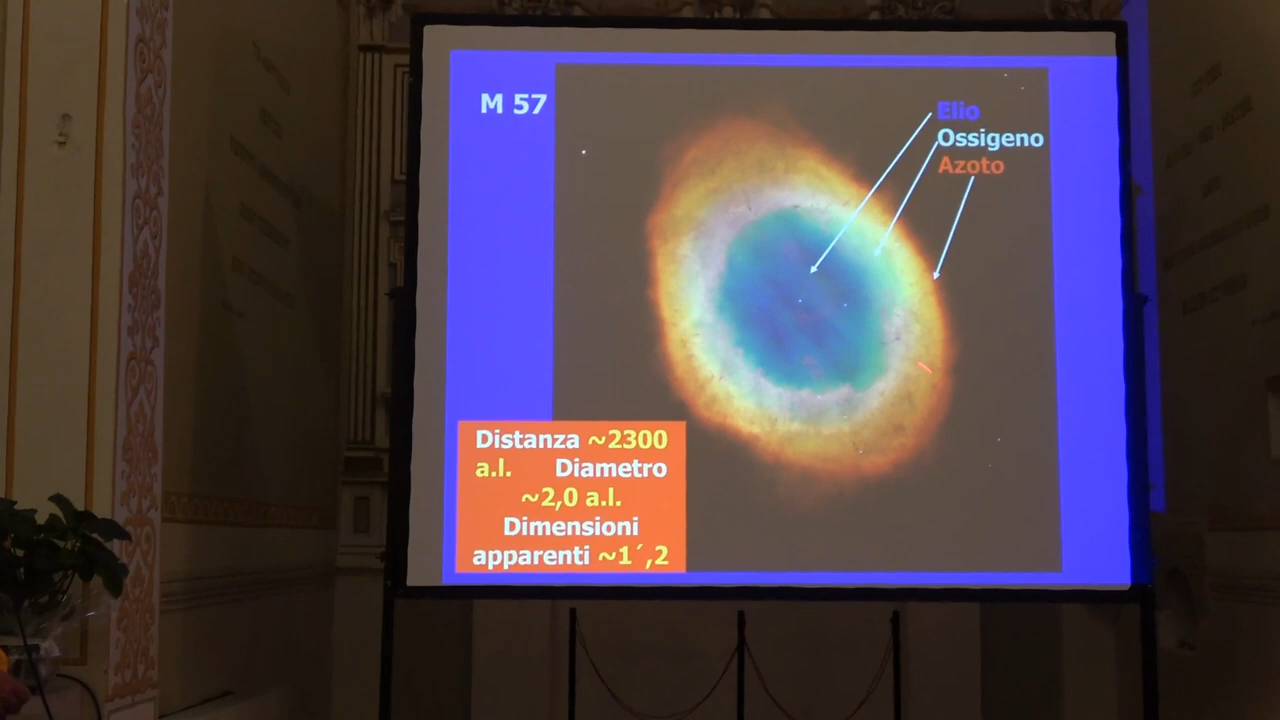 M 57
Elio
Ossigeno
Azoto
Distanza ~2300
a.l. Diametro
~2,0 a.l.
Dimensioni
apparenti ~1´,2